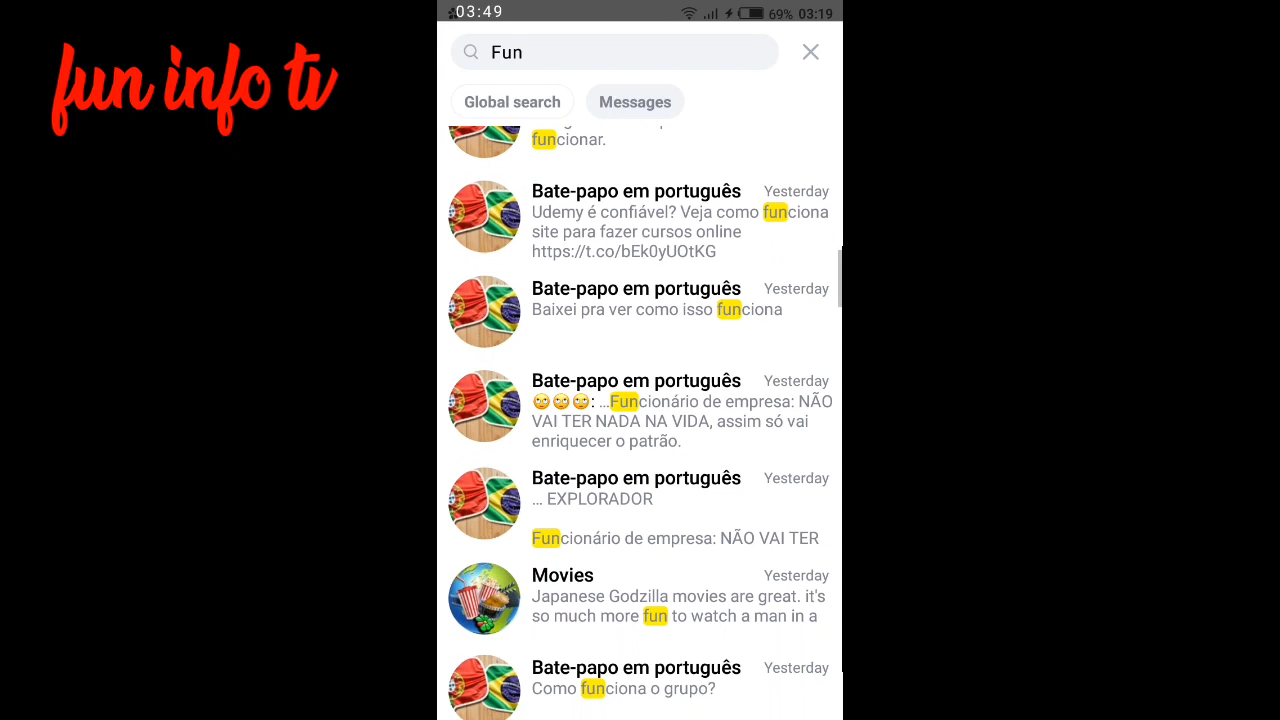 fun info tv
03:49
69% 03:19
Fun
Global search
Messages
funcionar.
Bate-papo em português
Yesterday
Udemy é confiável? Veja como funciona
site para fazer cursos online
https://t.co/bEk0yUOtKG
Bate-papo em português
Yesterday
Baixei pra ver como isso funciona
Bate-papo em português
Yesterday
🙄🙄🙄: …Funcionário de empresa: NÃO
VAI TER NADA NA VIDA, assim só vai
enriquecer o patrão.
Bate-papo em português
Yesterday
… EXPLORADOR
Funcionário de empresa: NÃO VAI TER
Movies
Yesterday
Japanese Godzilla movies are great. it's
so much more fun to watch a man in a
Bate-papo em português
Yesterday
Como funciona o grupo?